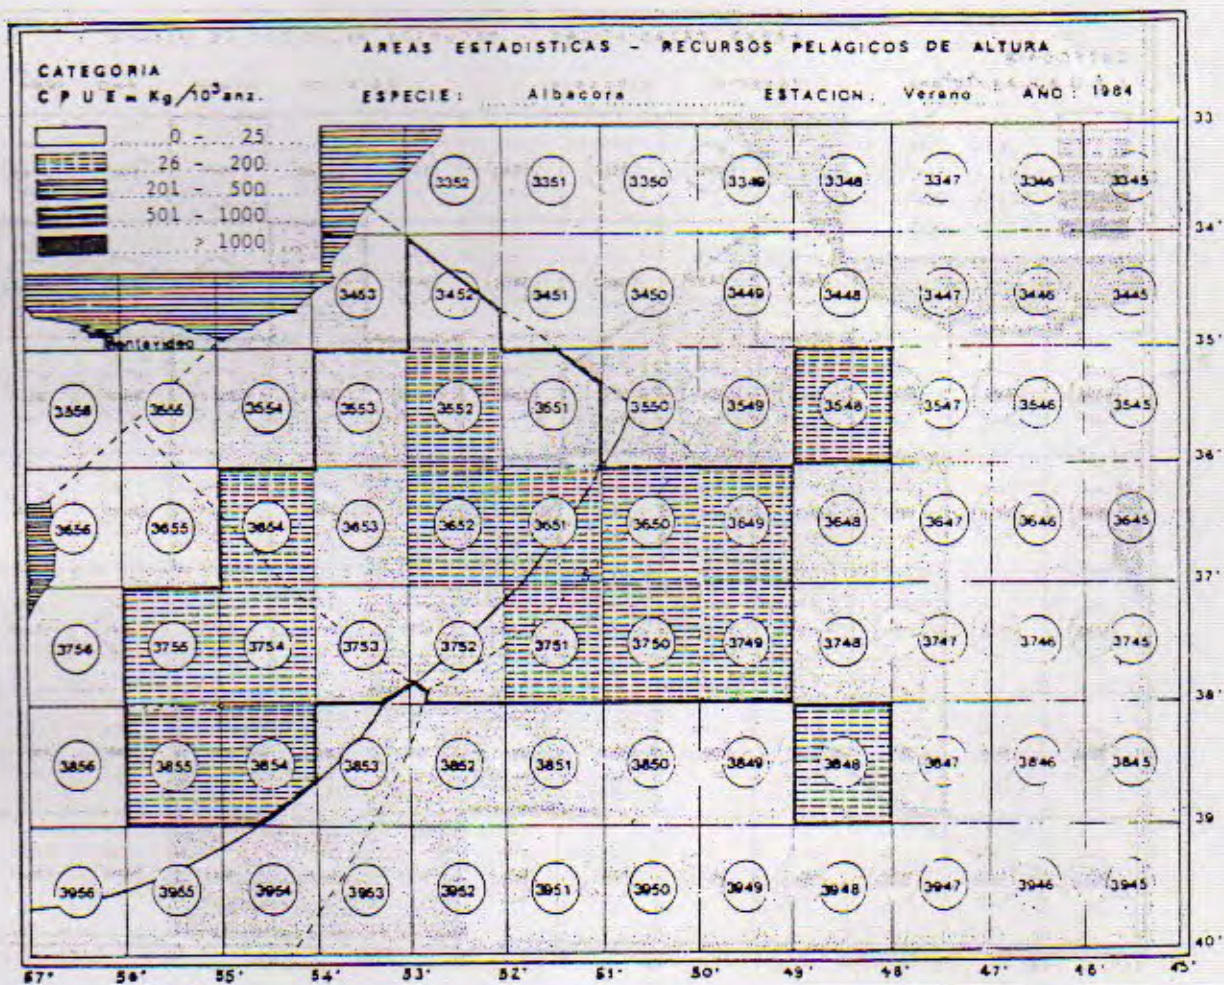 AREAS ESTADISTICAS - RECURSOS PELAGICOS DE ALTURA
CATEGORIA
CPUE = Kg/10³anz.
ESPECIE: Albacora ESTACION: Verano AÑO: 1984
0 - 25
26 - 200
201 - 500
501 - 1000
> 1000
33
3352 3351 3350 3349 3348 3347 3346 3345
34°
3453 3452 3451 3450 3449 3448 3447 3446 3445
Montevideo
35°
3556 3555 3554 3553 3552 3551 3550 3549 3548 3547 3546 3545
36°
3656 3655 3654 3653 3652 3651 3650 3649 3648 3647 3646 3645
37°
3756 3755 3754 3753 3752 3751 3750 3749 3748 3747 3746 3745
38°
3856 3855 3854 3853 3852 3851 3850 3849 3848 3847 3846 3845
39
3956 3955 3954 3953 3952 3951 3950 3949 3948 3947 3946 3945
40°
57° 56° 55° 54° 53° 52° 51° 50° 49° 48° 47° 46° 45°